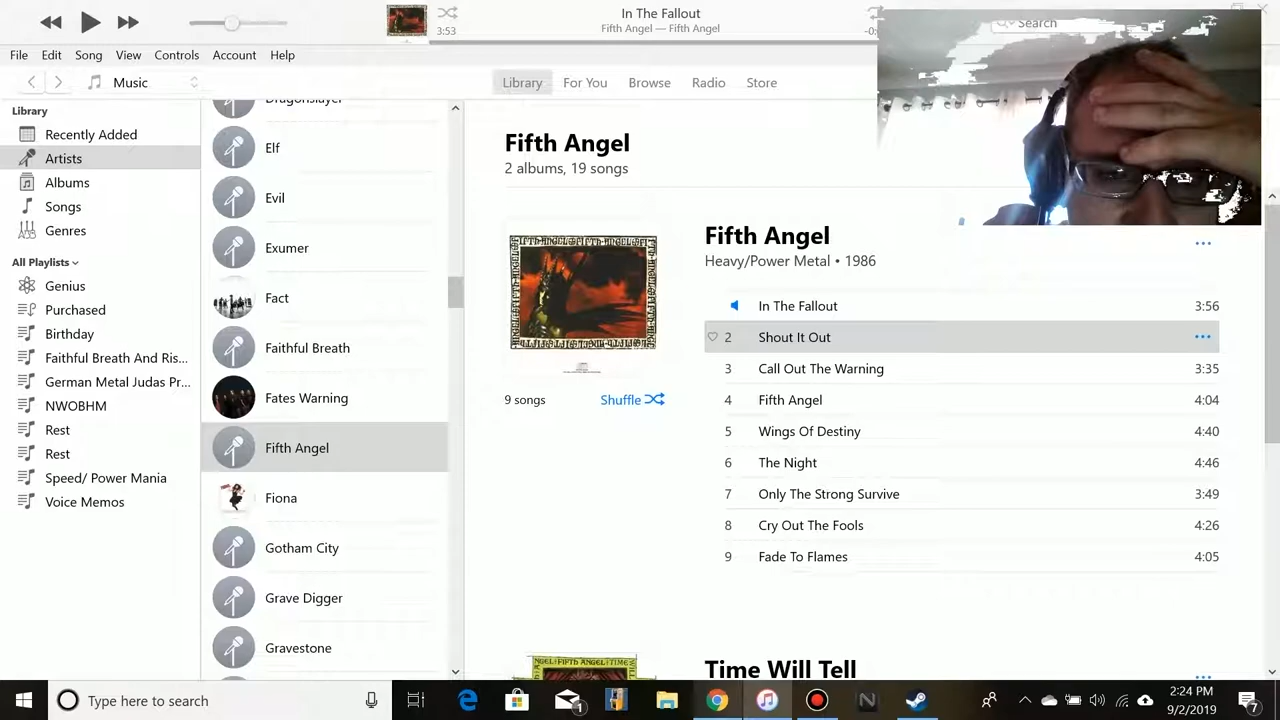 In The Fallout
Fifth Angel — Fifth Angel
3:53
Search
File Edit Song View Controls Account Help
Music
Library For You Browse Radio Store
Library
Recently Added
Artists
Albums
Songs
Genres
All Playlists
Genius
Purchased
Birthday
Faithful Breath And Ris...
German Metal Judas Pr...
NWOBHM
Rest
Rest
Speed/ Power Mania
Voice Memos
Dragonslayer
Elf
Evil
Exumer
Fact
Faithful Breath
Fates Warning
Fifth Angel
Fiona
Gotham City
Grave Digger
Gravestone
Fifth Angel
2 albums, 19 songs
9 songs Shuffle
Fifth Angel
Heavy/Power Metal • 1986
In The Fallout 3:56
2 Shout It Out
3 Call Out The Warning 3:35
4 Fifth Angel 4:04
5 Wings Of Destiny 4:40
6 The Night 4:46
7 Only The Strong Survive 3:49
8 Cry Out The Fools 4:26
9 Fade To Flames 4:05
Time Will Tell
Type here to search
1
N
2:24 PM
9/2/2019
7